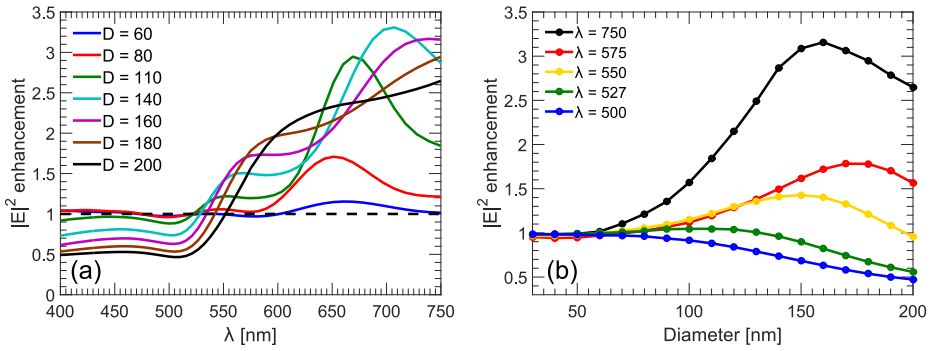 3.5
3
2.5
2
1.5
1
0.5
0
|E|² enhancement
D = 60
D = 80
D = 110
D = 140
D = 160
D = 180
D = 200
(a)
400 450 500 550 600 650 700 750
λ [nm]
3.5
3
2.5
2
1.5
1
0.5
|E|² enhancement
λ = 750
λ = 575
λ = 550
λ = 527
λ = 500
(b)
50 100 150 200
Diameter [nm]